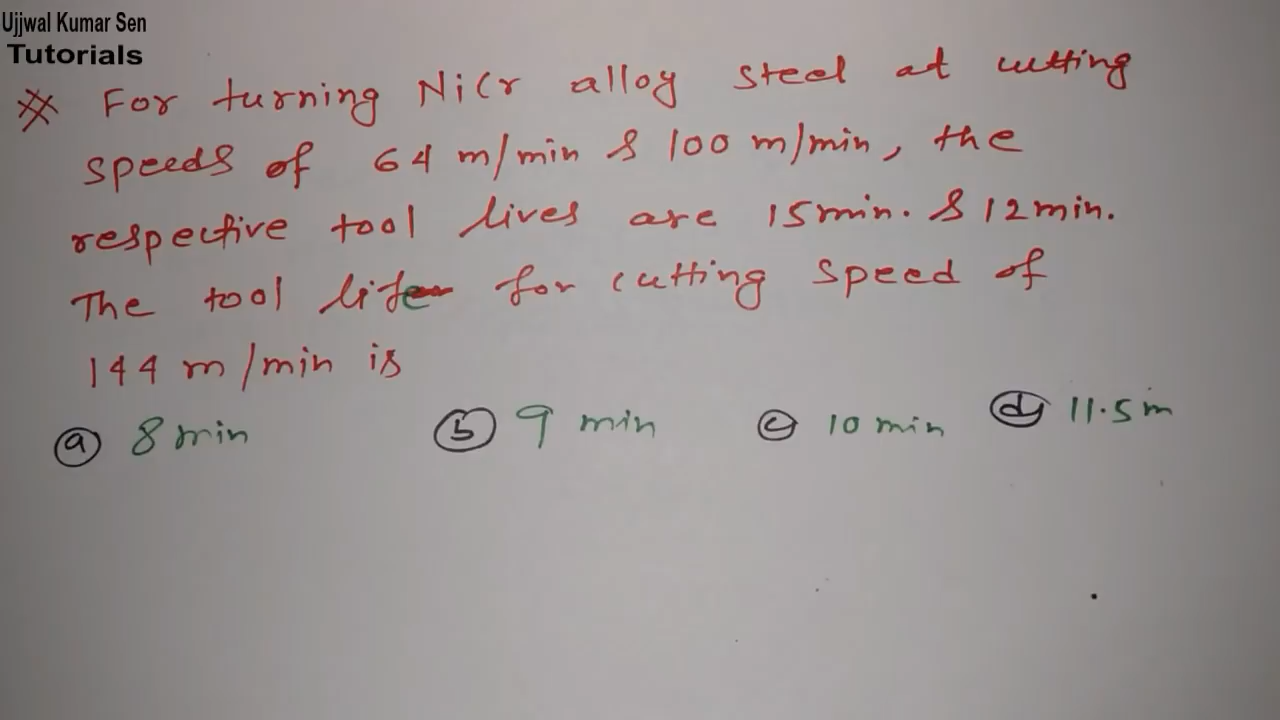 Ujjwal Kumar Sen
Tutorials
※ For turning NiCr alloy steel at cutting
speeds of 64 m/min & 100 m/min, the
respective tool lives are 15min. & 12min.
The tool life for cutting speed of
144 m/min is
(a) 8 min (b) 9 min (c) 10 min (d) 11.5 m